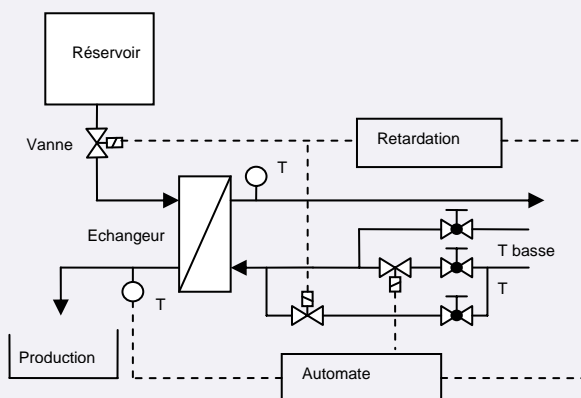 Réservoir
Vanne
Retardation
T
Echangeur
T basse
T
T
Production
Automate